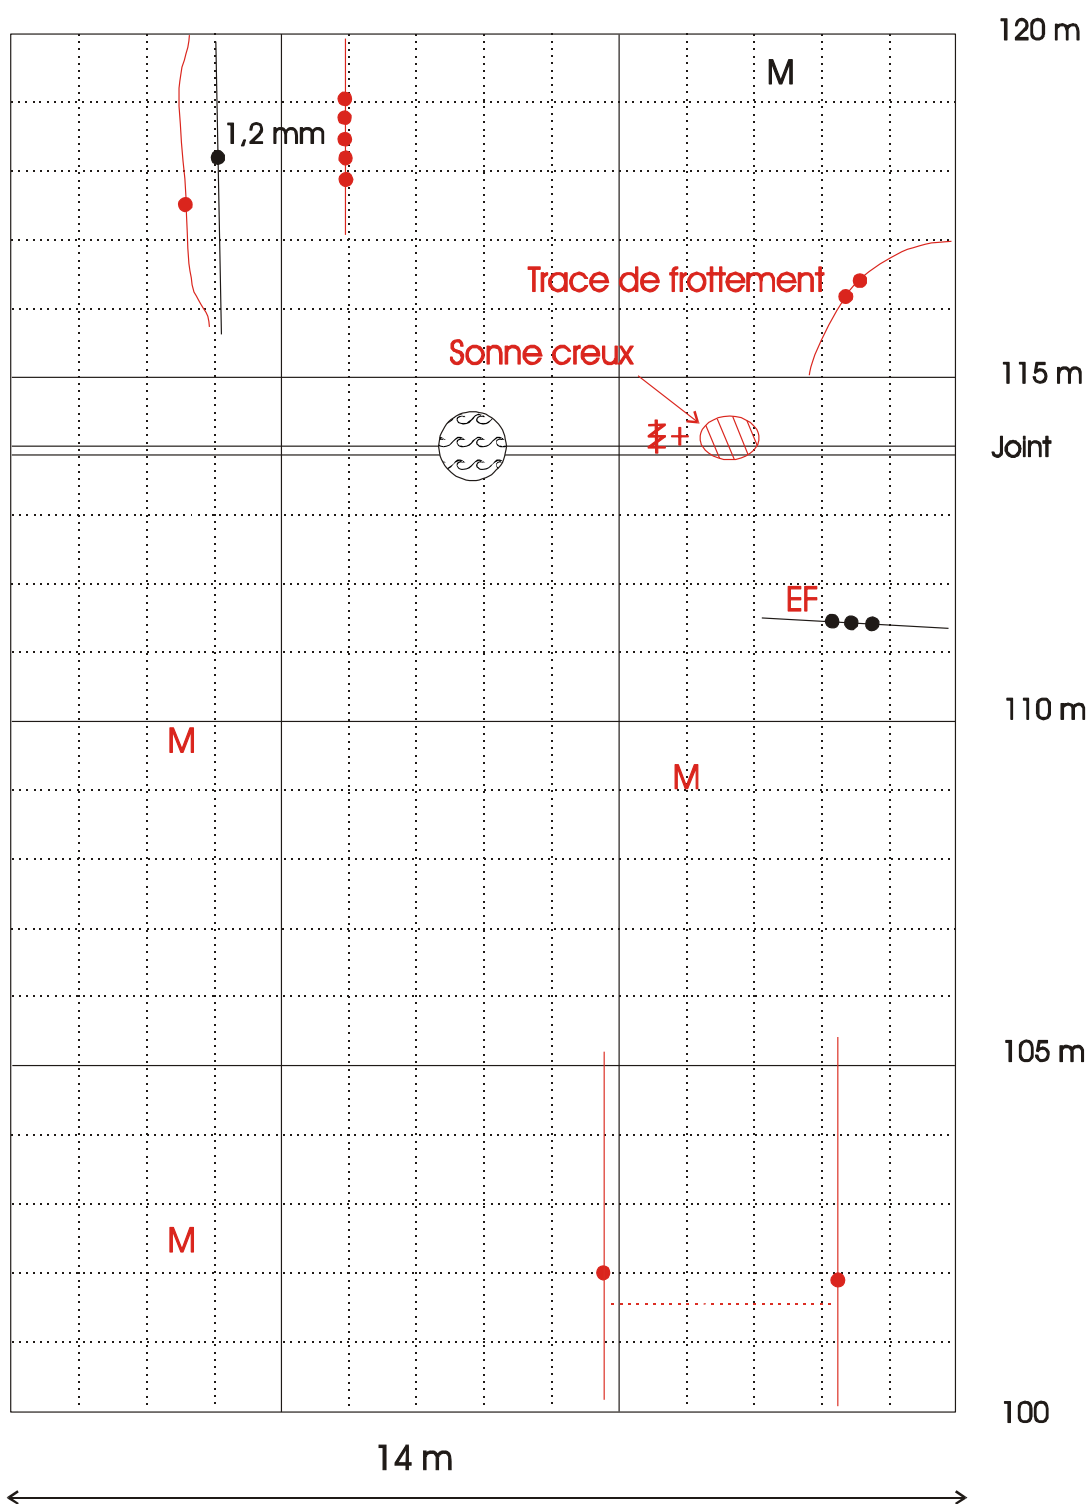 120 m
M
1,2 mm
Trace de frottement
Sonne creux
115 m
+
Joint
EF
110 m
M
M
105 m
M
100
14 m